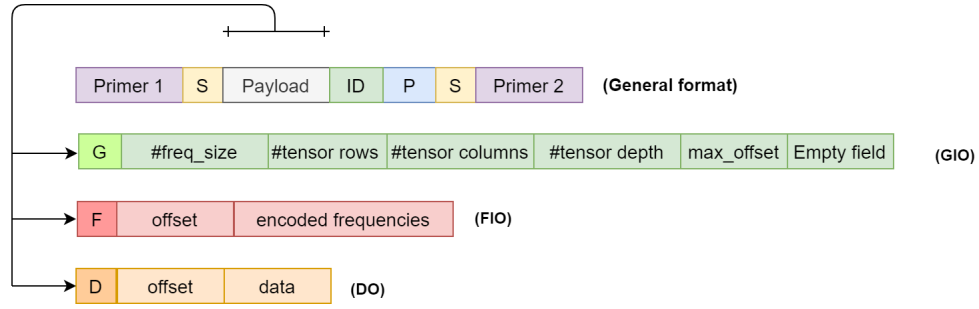 Primer 1 S Payload ID P S Primer 2 (General format)
G #freq_size #tensor rows #tensor columns #tensor depth max_offset Empty field (GIO)
F offset encoded frequencies (FIO)
D offset data (DO)